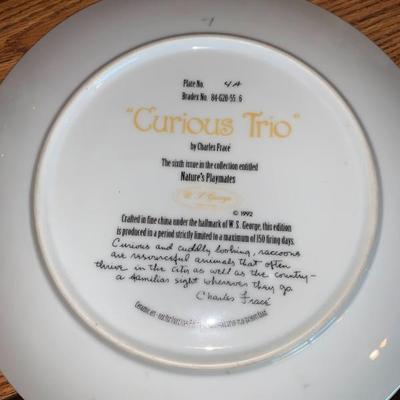 Plate No. 4A
Bradex No. 84-G20-55.6
"Curious Trio"
by Charles Fracé
The sixth issue in the collection entitled
Nature's Playmates
W. S. George
© 1992
Crafted in fine china under the hallmark of W. S. George, this edition
is produced in a period strictly limited to a maximum of 150 firing days.
Curious and cuddly looking, raccoons
are resourceful animals that often
thrive in the city as well as the country—
a familiar sight wherever they go
Charles Fracé